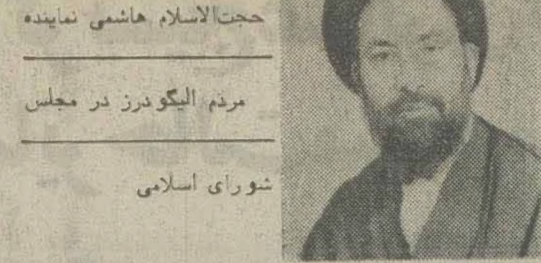 حجت‌الاسلام هاشمی نماینده
مردم الیگودرز در مجلس
شورای اسلامی